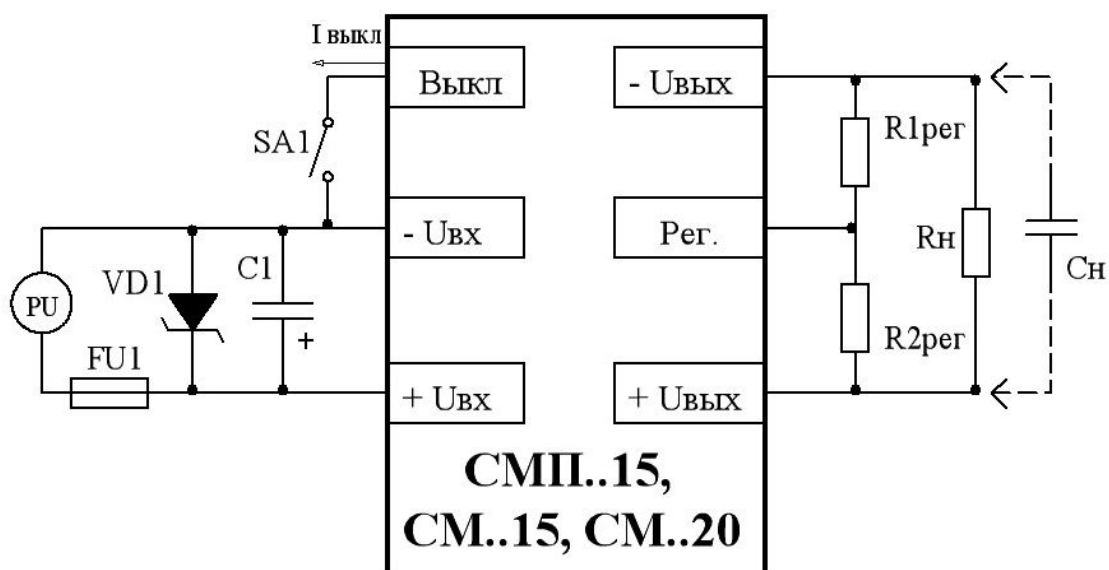 I выкл
Выкл
- Uвых
SA1
R1рег
- Uвх
Рег.
Rн
Cн
VD1
C1
PU
+
FU1
R2рег
+ Uвх
+ Uвых
СМП..15,
СМ..15, СМ..20